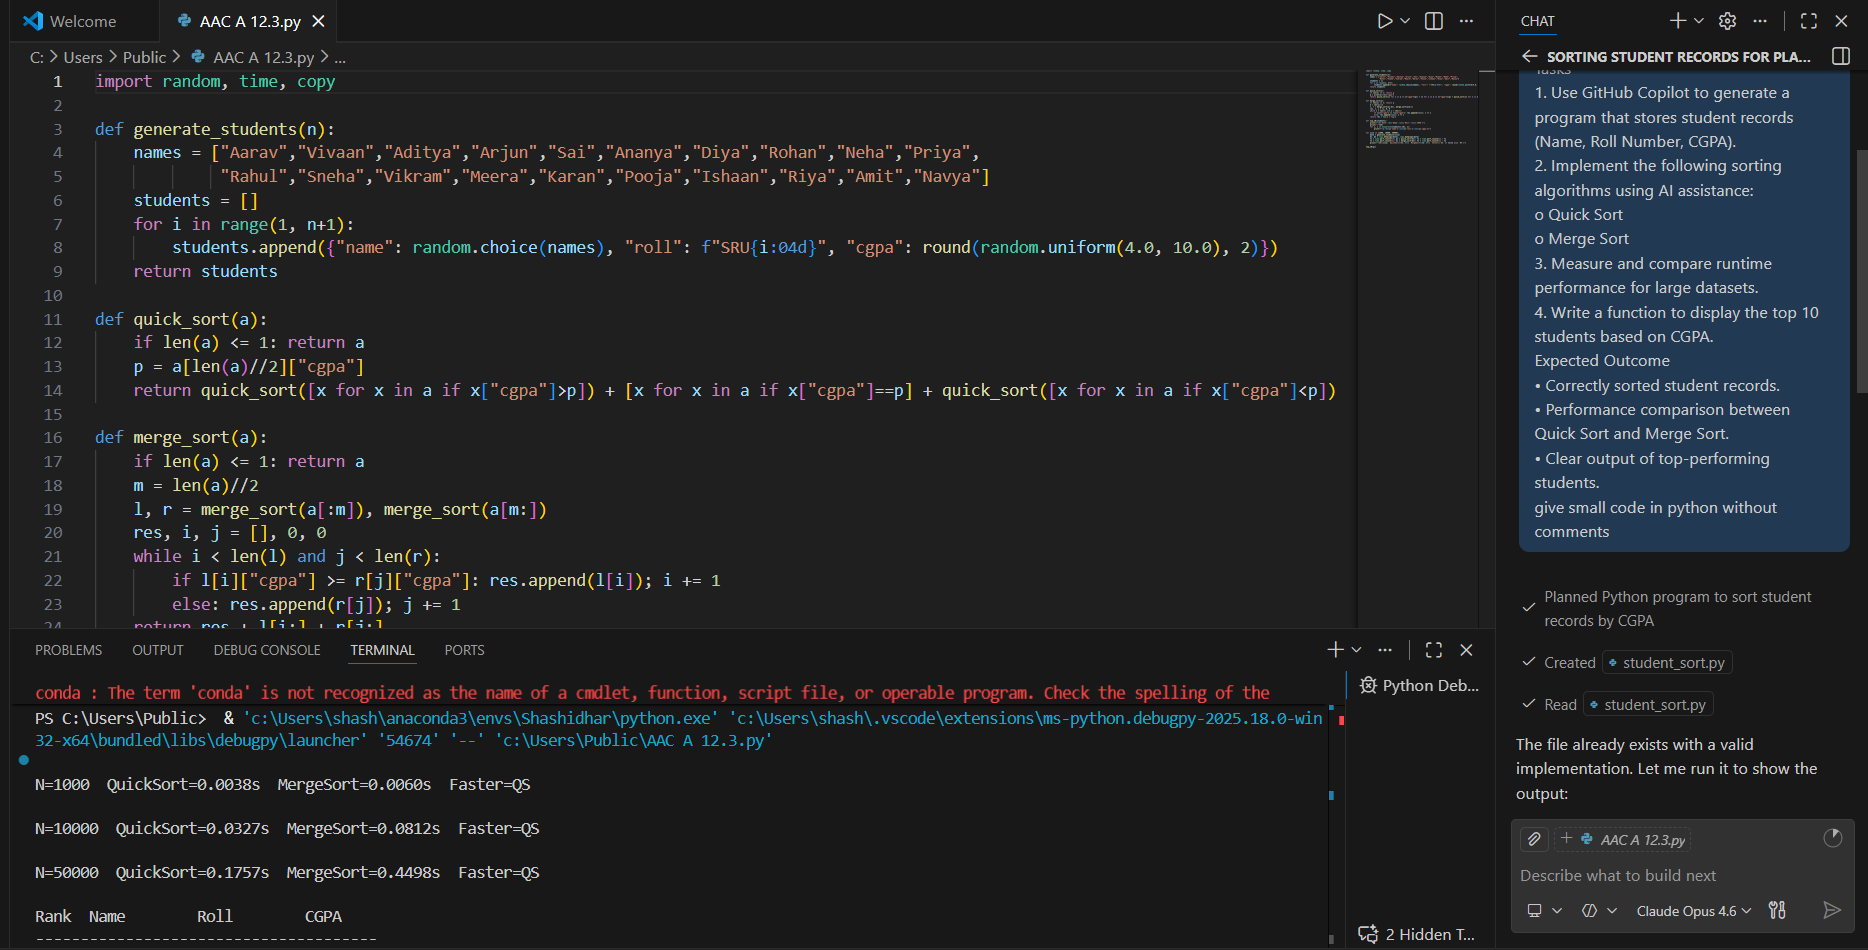 Welcome
AAC A 12.3.py
C: > Users > Public > AAC A 12.3.py > ...
1 import random, time, copy
2
3 def generate_students(n):
4 names = ["Aarav","Vivaan","Aditya","Arjun","Sai","Ananya","Diya","Rohan","Neha","Priya",
5 "Rahul","Sneha","Vikram","Meera","Karan","Pooja","Ishaan","Riya","Amit","Navya"]
6 students = []
7 for i in range(1, n+1):
8 students.append({"name": random.choice(names), "roll": f"SRU{i:04d}", "cgpa": round(random.uniform(4.0, 10.0), 2)})
9 return students
10
11 def quick_sort(a):
12 if len(a) <= 1: return a
13 p = a[len(a)//2]["cgpa"]
14 return quick_sort([x for x in a if x["cgpa"]>p]) + [x for x in a if x["cgpa"]==p] + quick_sort([x for x in a if x["cgpa"]<p])
15
16 def merge_sort(a):
17 if len(a) <= 1: return a
18 m = len(a)//2
19 l, r = merge_sort(a[:m]), merge_sort(a[m:])
20 res, i, j = [], 0, 0
21 while i < len(l) and j < len(r):
22 if l[i]["cgpa"] >= r[j]["cgpa"]: res.append(l[i]); i += 1
23 else: res.append(r[j]); j += 1
24 return res + l[i:] + r[j:]
PROBLEMS OUTPUT DEBUG CONSOLE TERMINAL PORTS
conda : The term 'conda' is not recognized as the name of a cmdlet, function, script file, or operable program. Check the spelling of the
PS C:\Users\Public> & 'c:\Users\shash\anaconda3\envs\Shashidhar\python.exe' 'c:\Users\shash\.vscode\extensions\ms-python.debugpy-2025.18.0-win
32-x64\bundled\libs\debugpy\launcher' '54674' '--' 'c:\Users\Public\AAC A 12.3.py'
N=1000 QuickSort=0.0038s MergeSort=0.0060s Faster=QS
N=10000 QuickSort=0.0327s MergeSort=0.0812s Faster=QS
N=50000 QuickSort=0.1757s MergeSort=0.4498s Faster=QS
Rank Name Roll CGPA
--------------------------------------
Python Deb...
2 Hidden T...
CHAT
SORTING STUDENT RECORDS FOR PLA...
Tasks
1. Use GitHub Copilot to generate a
program that stores student records
(Name, Roll Number, CGPA).
2. Implement the following sorting
algorithms using AI assistance:
o Quick Sort
o Merge Sort
3. Measure and compare runtime
performance for large datasets.
4. Write a function to display the top 10
students based on CGPA.
Expected Outcome
• Correctly sorted student records.
• Performance comparison between
Quick Sort and Merge Sort.
• Clear output of top-performing
students.
give small code in python without
comments
Planned Python program to sort student
records by CGPA
Created student_sort.py
Read student_sort.py
The file already exists with a valid
implementation. Let me run it to show the
output:
AAC A 12.3.py
Describe what to build next
Claude Opus 4.6